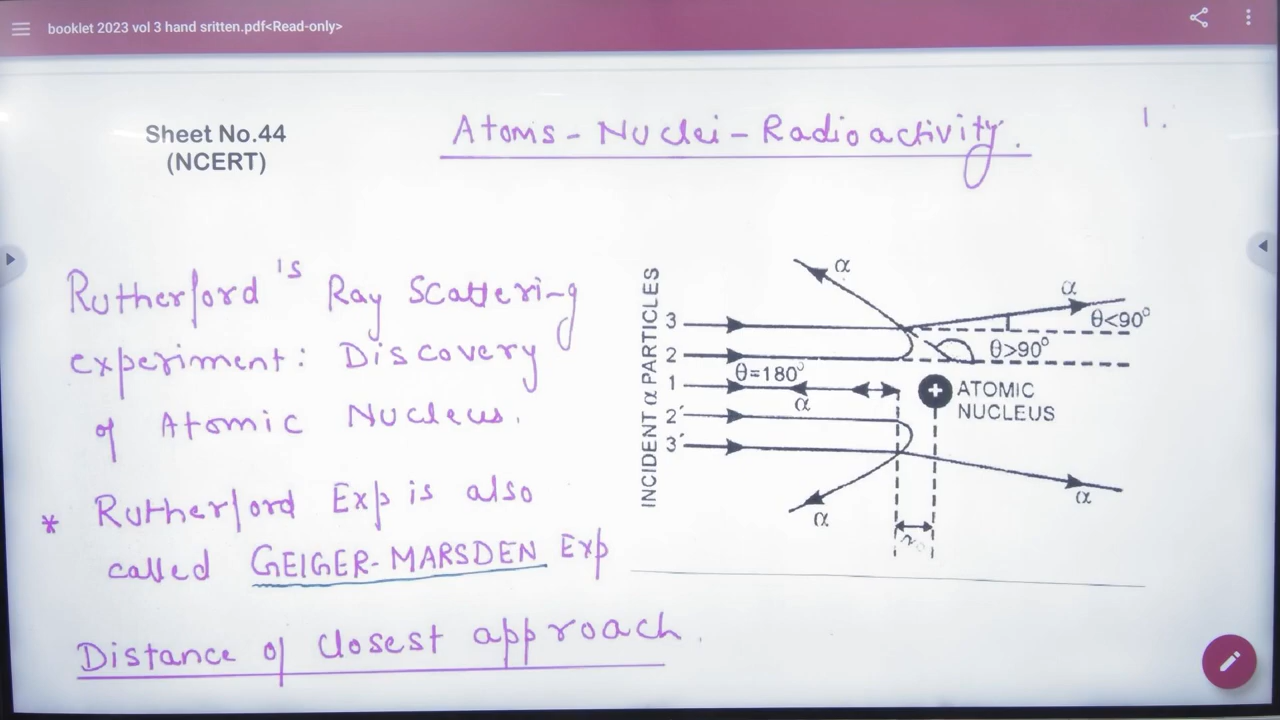 booklet 2023 vol 3 hand sritten.pdf<Read-only>
Sheet No.44
(NCERT)
Atoms - Nuclei - Radioactivity.
1.
Rutherford's Ray Scattering
experiment: Discovery
of Atomic Nucleus.
* Rutherford Exp is also
called GEIGER-MARSDEN Exp
Distance of closest approach.
INCIDENT α PARTICLES
α
α
3
θ<90°
2
θ>90°
θ=180°
1
α
+
ATOMIC
NUCLEUS
2′
3′
α
α